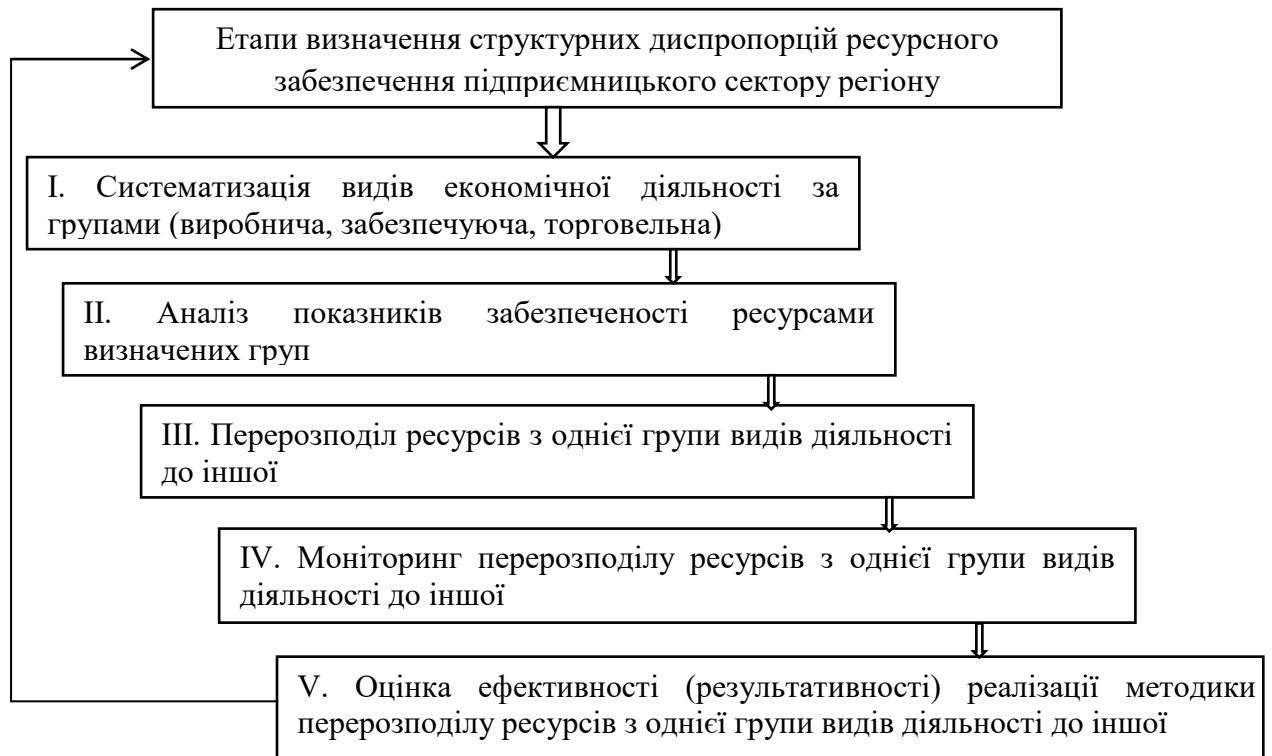 Етапи визначення структурних диспропорцій ресурсного
забезпечення підприємницького сектору регіону
І. Систематизація видів економічної діяльності за
групами (виробнича, забезпечуюча, торговельна)
ІІ. Аналіз показників забезпеченості ресурсами
визначених груп
ІІІ. Перерозподіл ресурсів з однієї групи видів діяльності
до іншої
IV. Моніторинг перерозподілу ресурсів з однієї групи видів
діяльності до іншої
V. Оцінка ефективності (результативності) реалізації методики
перерозподілу ресурсів з однієї групи видів діяльності до іншої